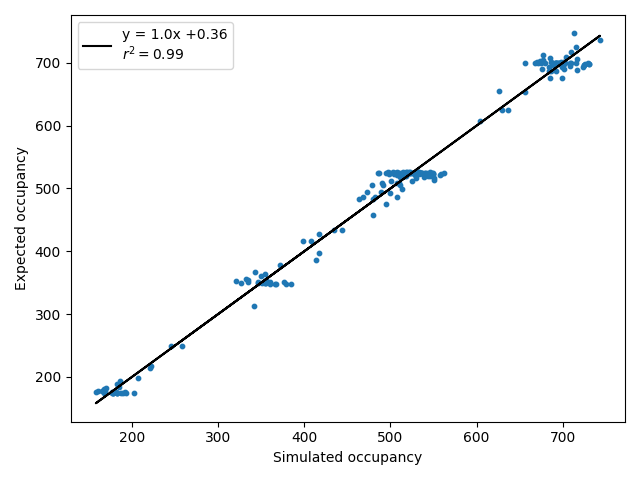 y = 1.0x +0.36
r² = 0.99
700
600
500
400
300
200
Expected occupancy
200 300 400 500 600 700
Simulated occupancy